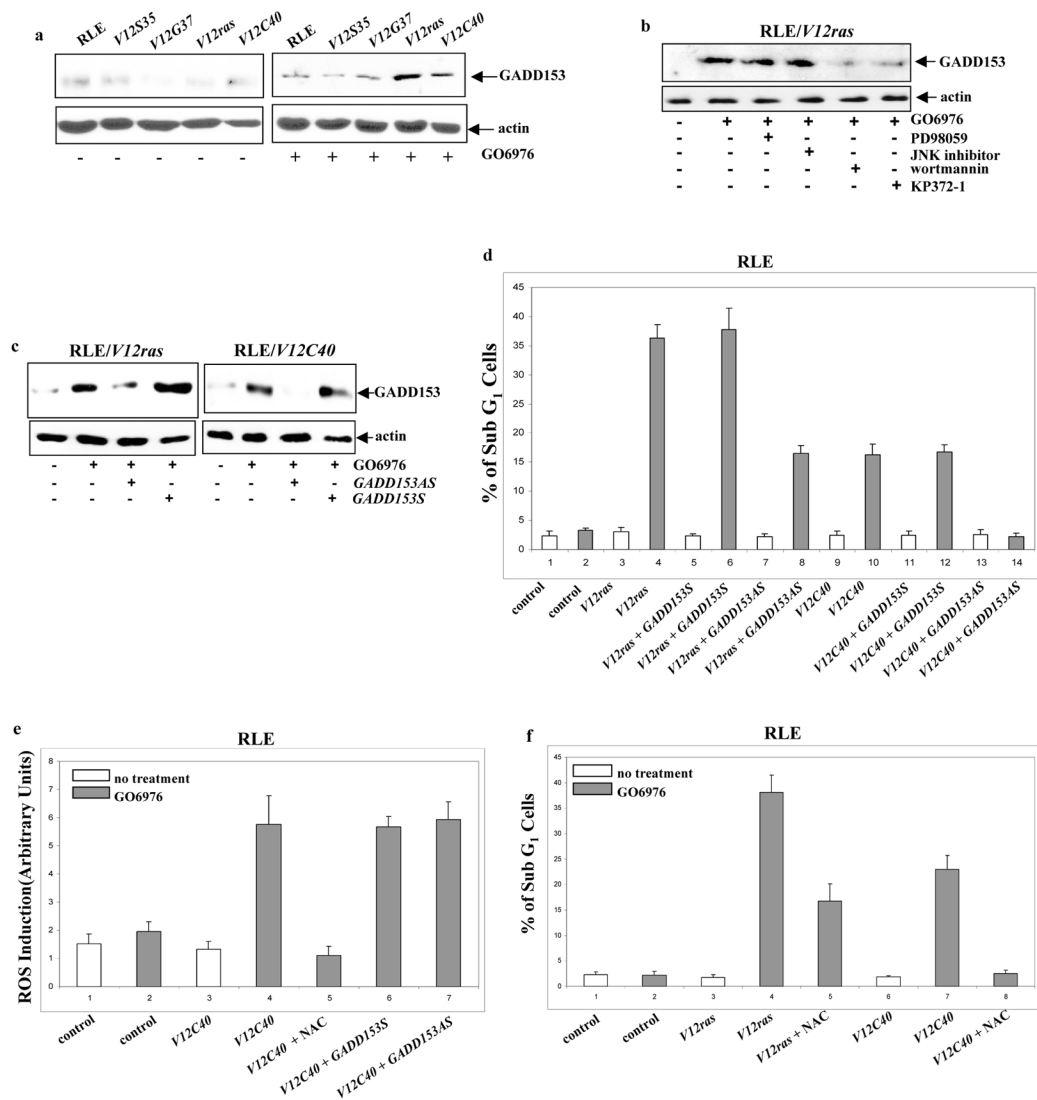 a
RLE V12S35 V12G37 V12ras V12C40
RLE V12S35 V12G37 V12ras V12C40
GADD153
actin
- - - - - + + + + + GO6976
b
RLE/V12ras
GADD153
actin
- + + + + + GO6976
- - + - - - PD98059
- - - + - - JNK inhibitor
- - - - + - wortmannin
- - - - - + KP372-1
c
RLE/V12ras RLE/V12C40
GADD153
actin
- + + + - + + + GO6976
- - + - - - + - GADD153AS
- - - + - - - + GADD153S
d
RLE
% of Sub G1 Cells
45
40
35
30
25
20
15
10
5
0
1 2 3 4 5 6 7 8 9 10 11 12 13 14
control
control
V12ras
V12ras
V12ras + GADD153S
V12ras + GADD153S
V12ras + GADD153AS
V12ras + GADD153AS
V12C40
V12C40
V12C40 + GADD153S
V12C40 + GADD153S
V12C40 + GADD153AS
V12C40 + GADD153AS
e
RLE
ROS Induction(Arbitrary Units)
8
7
6
5
4
3
2
1
0
no treatment
GO6976
1 2 3 4 5 6 7
control
control
V12C40
V12C40
V12C40 + NAC
V12C40 + GADD153S
V12C40 + GADD153AS
f
RLE
% of Sub G1 Cells
45
40
35
30
25
20
15
10
5
0
no treatment
GO6976
1 2 3 4 5 6 7 8
control
control
V12ras
V12ras
V12ras + NAC
V12C40
V12C40
V12C40 + NAC